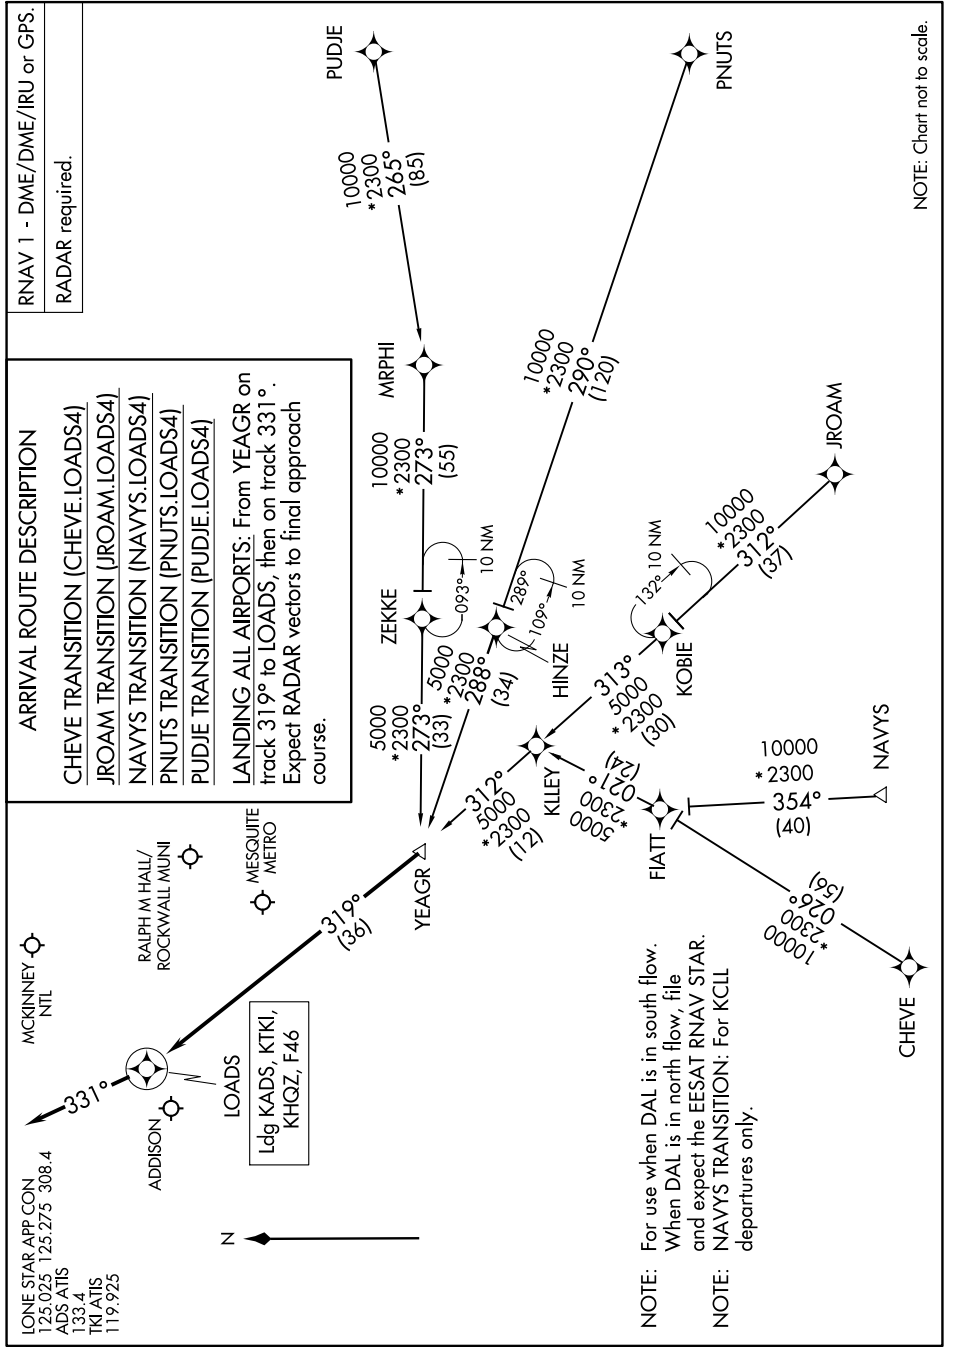 RNAV 1 - DME/DME/IRU or GPS.
RADAR required.
ARRIVAL ROUTE DESCRIPTION
CHEVE TRANSITION (CHEVE.LOADS4)
JROAM TRANSITION (JROAM.LOADS4)
NAVYS TRANSITION (NAVYS.LOADS4)
PNUTS TRANSITION (PNUTS.LOADS4)
PUDJE TRANSITION (PUDJE.LOADS4)
LANDING ALL AIRPORTS: From YEAGR on
track 319° to LOADS, then on track 331°.
Expect RADAR vectors to final approach
course.
LONE STAR APP CON
125.025 125.275 308.4
ADS ATIS
133.4
TKI ATIS
119.925
MCKINNEY
NTL
RALPH M HALL/
ROCKWALL MUNI
MESQUITE
METRO
331°
ADDISON
LOADS
Ldg KADS, KTKI,
KHQZ, F46
N
319°
(36)
YEAGR
PUDJE
10000
*2300
265°
(85)
MRPHI
10000
*2300
273°
(55)
ZEKKE
093°
10 NM
5000
*2300
273°
(33)
PNUTS
10000
*2300
290°
(120)
HINZE
289°
109°
10 NM
5000
*2300
288°
(34)
JROAM
10000
*2300
312°
(37)
KOBIE
132°
10 NM
313°
5000
*2300
(30)
KLLEY
312°
5000
*2300
(12)
FIATT
5000
*2300
021°
(24)
NAVYS
10000
*2300
354°
(40)
CHEVE
10000
*2300
026°
(56)
NOTE: For use when DAL is in south flow.
When DAL is in north flow, file
and expect the EESAT RNAV STAR.
NOTE: NAVYS TRANSITION: For KCLL
departures only.
NOTE: Chart not to scale.